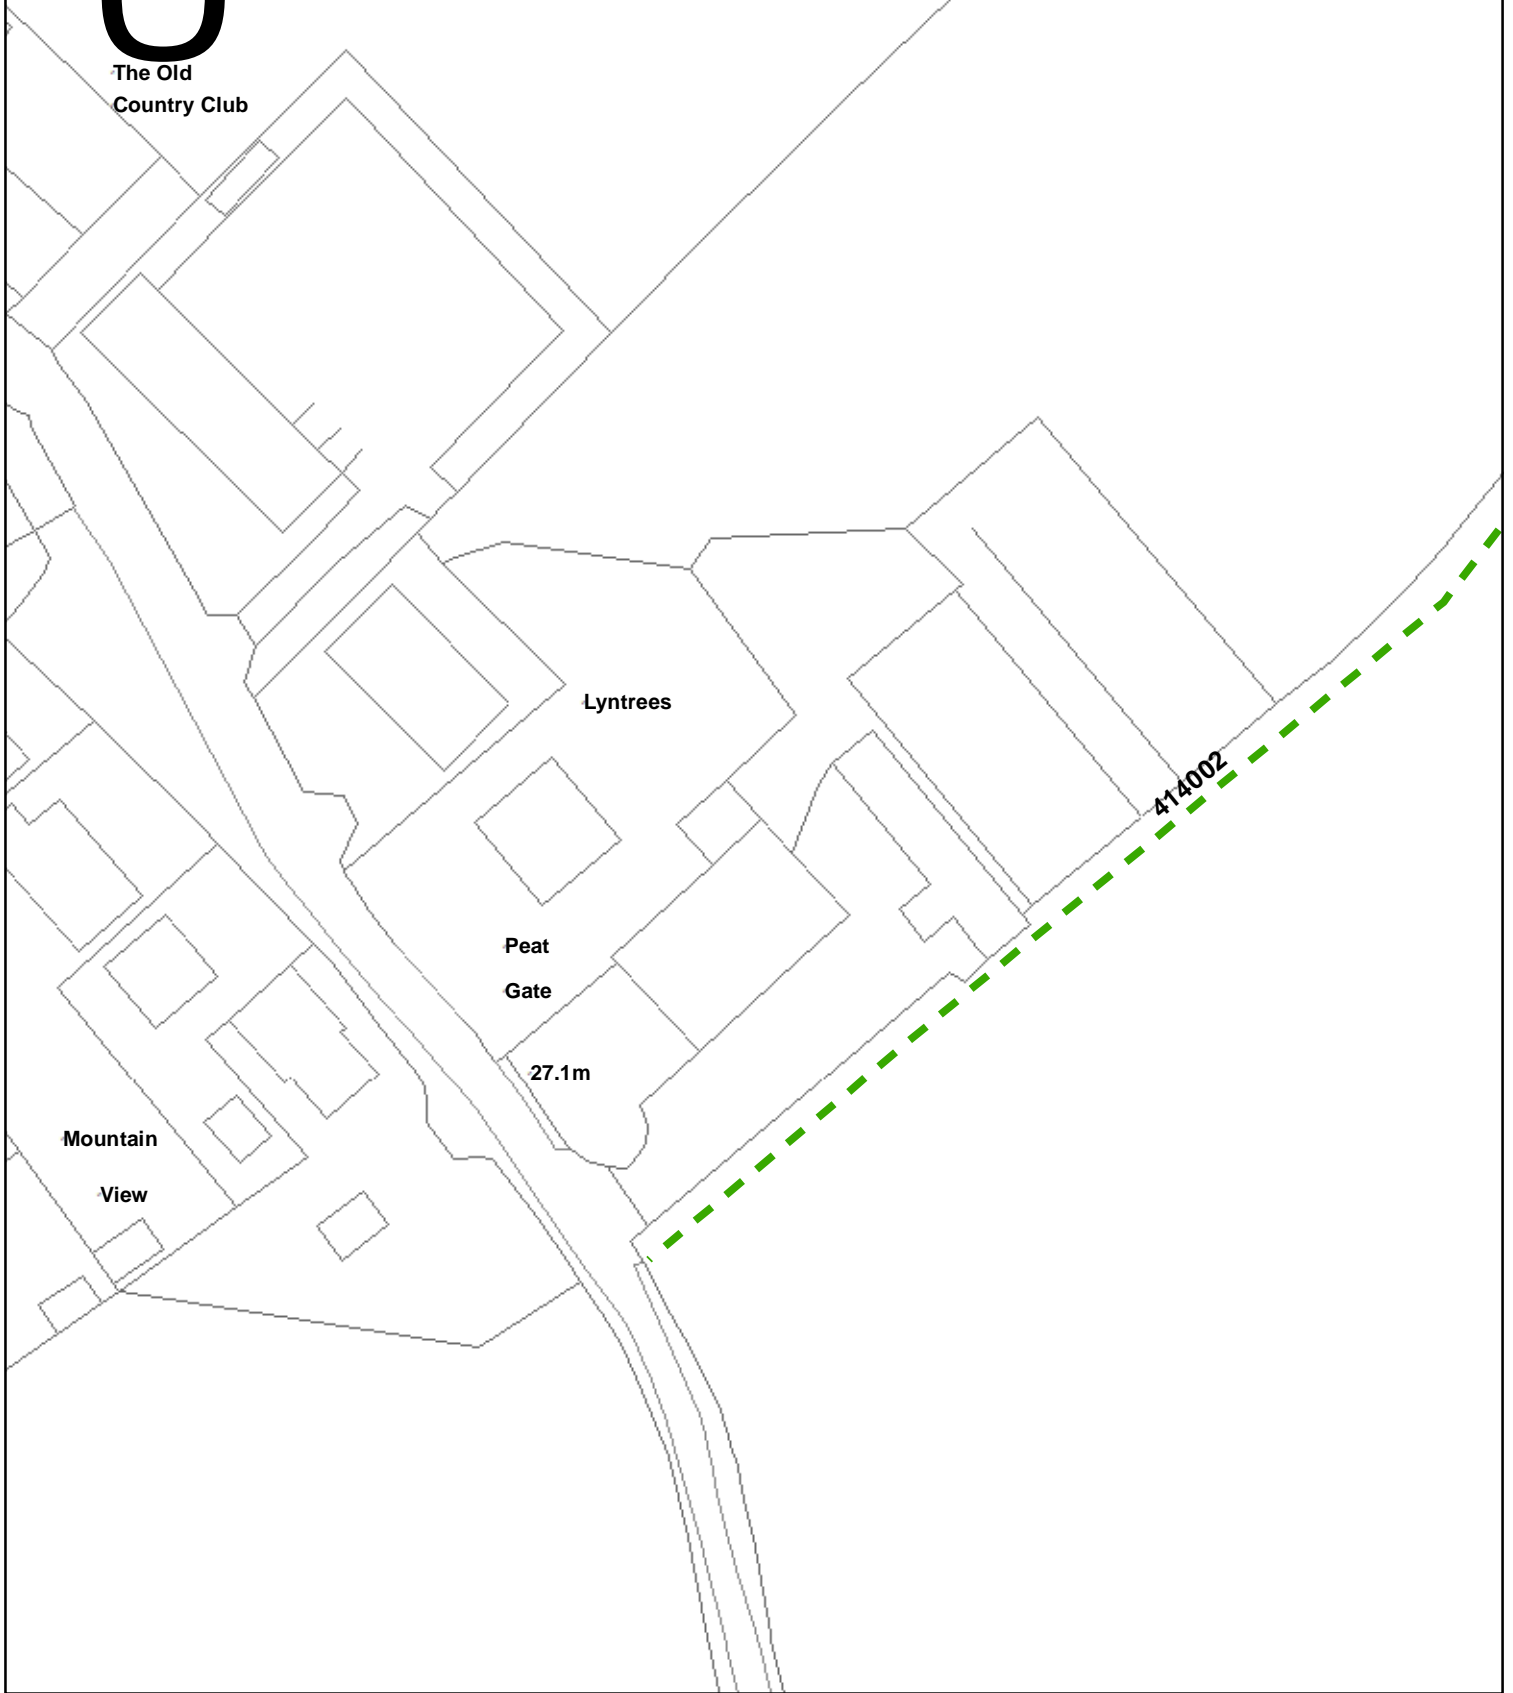 The Old
Country Club
Lyntrees
414002
Peat
Gate
27.1m
Mountain
View